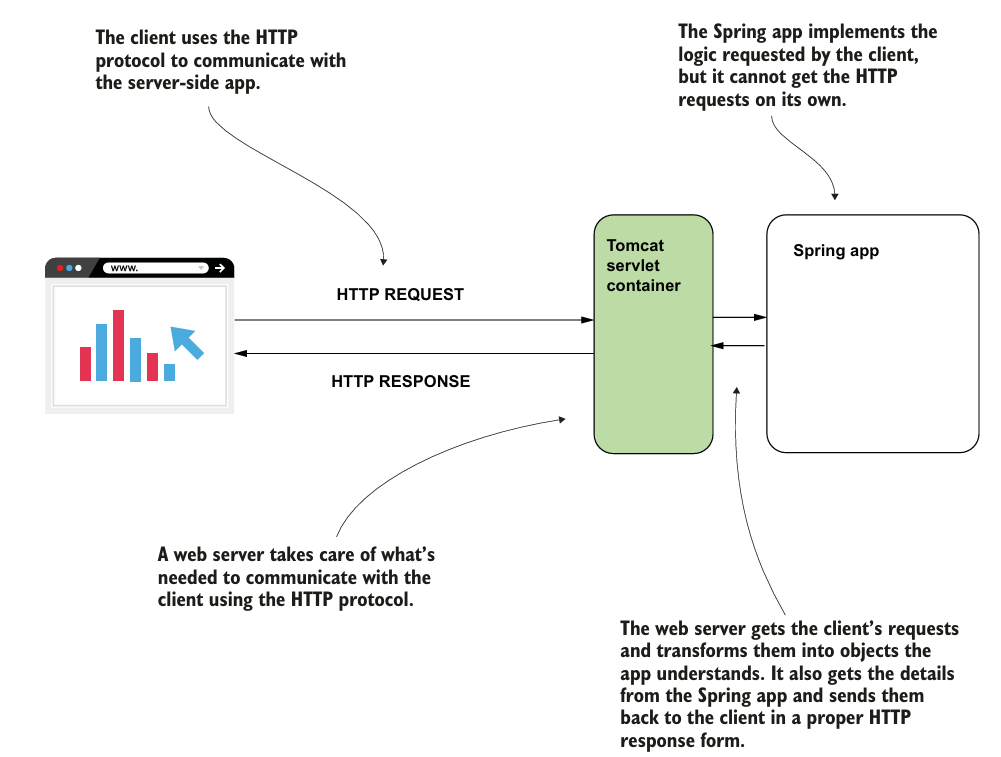 The client uses the HTTP
protocol to communicate with
the server-side app.
The Spring app implements the
logic requested by the client,
but it cannot get the HTTP
requests on its own.
www.
HTTP REQUEST
HTTP RESPONSE
Tomcat
servlet
container
Spring app
A web server takes care of what's
needed to communicate with the
client using the HTTP protocol.
The web server gets the client's requests
and transforms them into objects the
app understands. It also gets the details
from the Spring app and sends them
back to the client in a proper HTTP
response form.